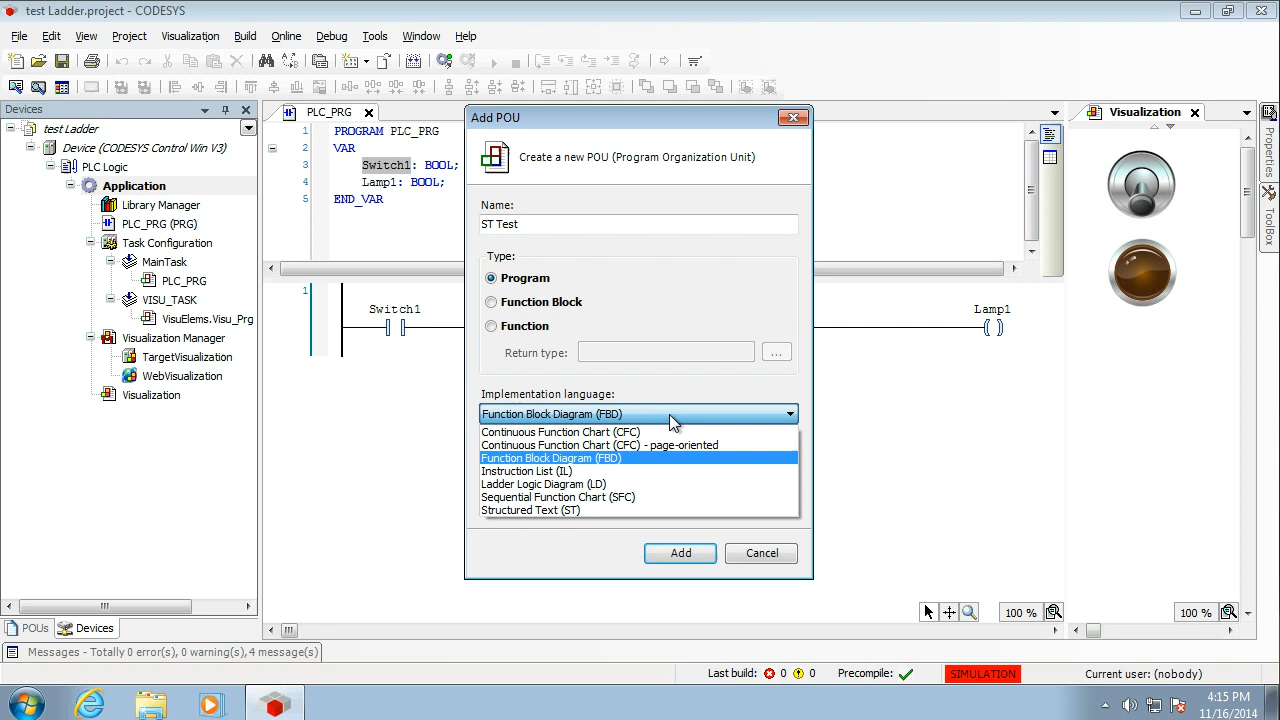 test Ladder.project - CODESYS
File Edit View Project Visualization Build Online Debug Tools Window Help
Devices
test Ladder
Device (CODESYS Control Win V3)
PLC Logic
Application
Library Manager
PLC_PRG (PRG)
Task Configuration
MainTask
PLC_PRG
VISU_TASK
VisuElems.Visu_Prg
Visualization Manager
TargetVisualization
WebVisualization
Visualization
POUs Devices
PLC_PRG
1 PROGRAM PLC_PRG
2 VAR
3 Switch1: BOOL;
4 Lamp1: BOOL;
5 END_VAR
1
Switch1
Lamp1
100 %
Add POU
Create a new POU (Program Organization Unit)
Name:
ST Test
Type:
Program
Function Block
Function
Return type:
...
Implementation language:
Function Block Diagram (FBD)
Continuous Function Chart (CFC)
Continuous Function Chart (CFC) - page-oriented
Function Block Diagram (FBD)
Instruction List (IL)
Ladder Logic Diagram (LD)
Sequential Function Chart (SFC)
Structured Text (ST)
Add Cancel
Visualization
100 %
Properties
ToolBox
Messages - Totally 0 error(s), 0 warning(s), 4 message(s)
Last build: 0 0 Precompile: SIMULATION Current user: (nobody)
4:15 PM
11/16/2014